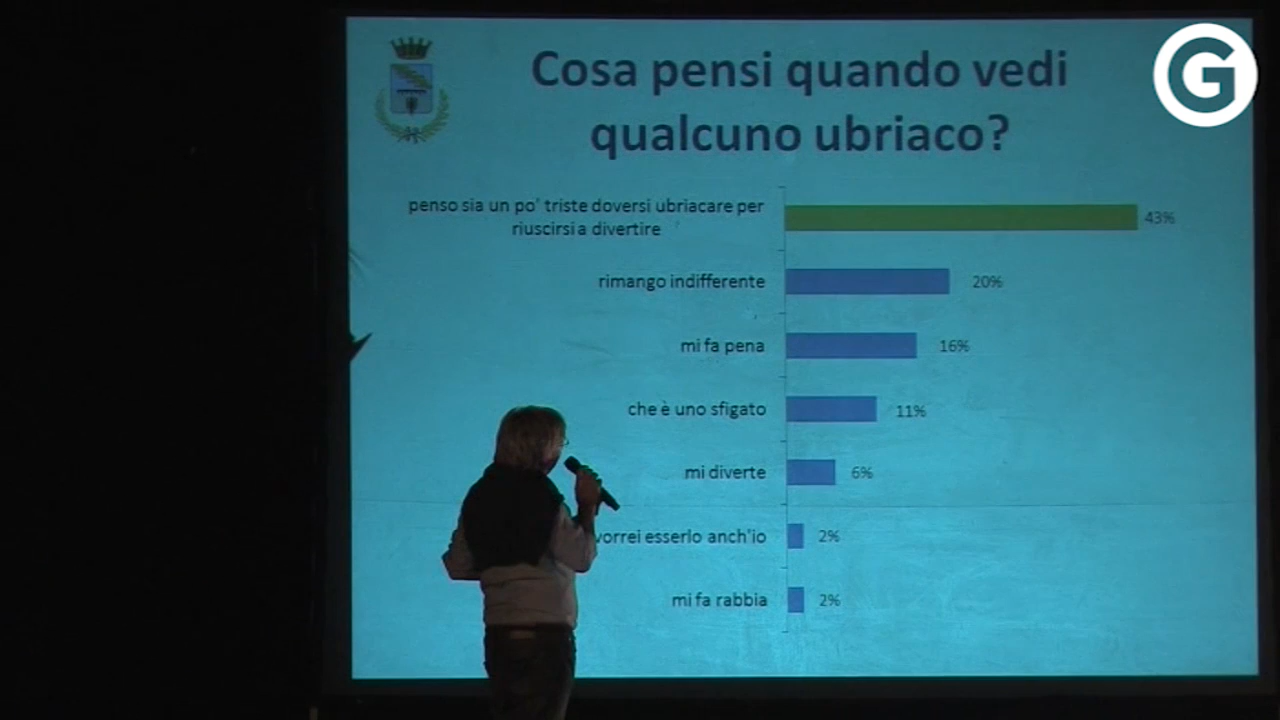 Cosa pensi quando vedi
qualcuno ubriaco?
penso sia un po' triste doversi ubriacare per
riuscirsi a divertire
43%
rimango indifferente
20%
mi fa pena
16%
che è uno sfigato
11%
mi diverte
6%
vorrei esserlo anch'io
2%
mi fa rabbia
2%
G